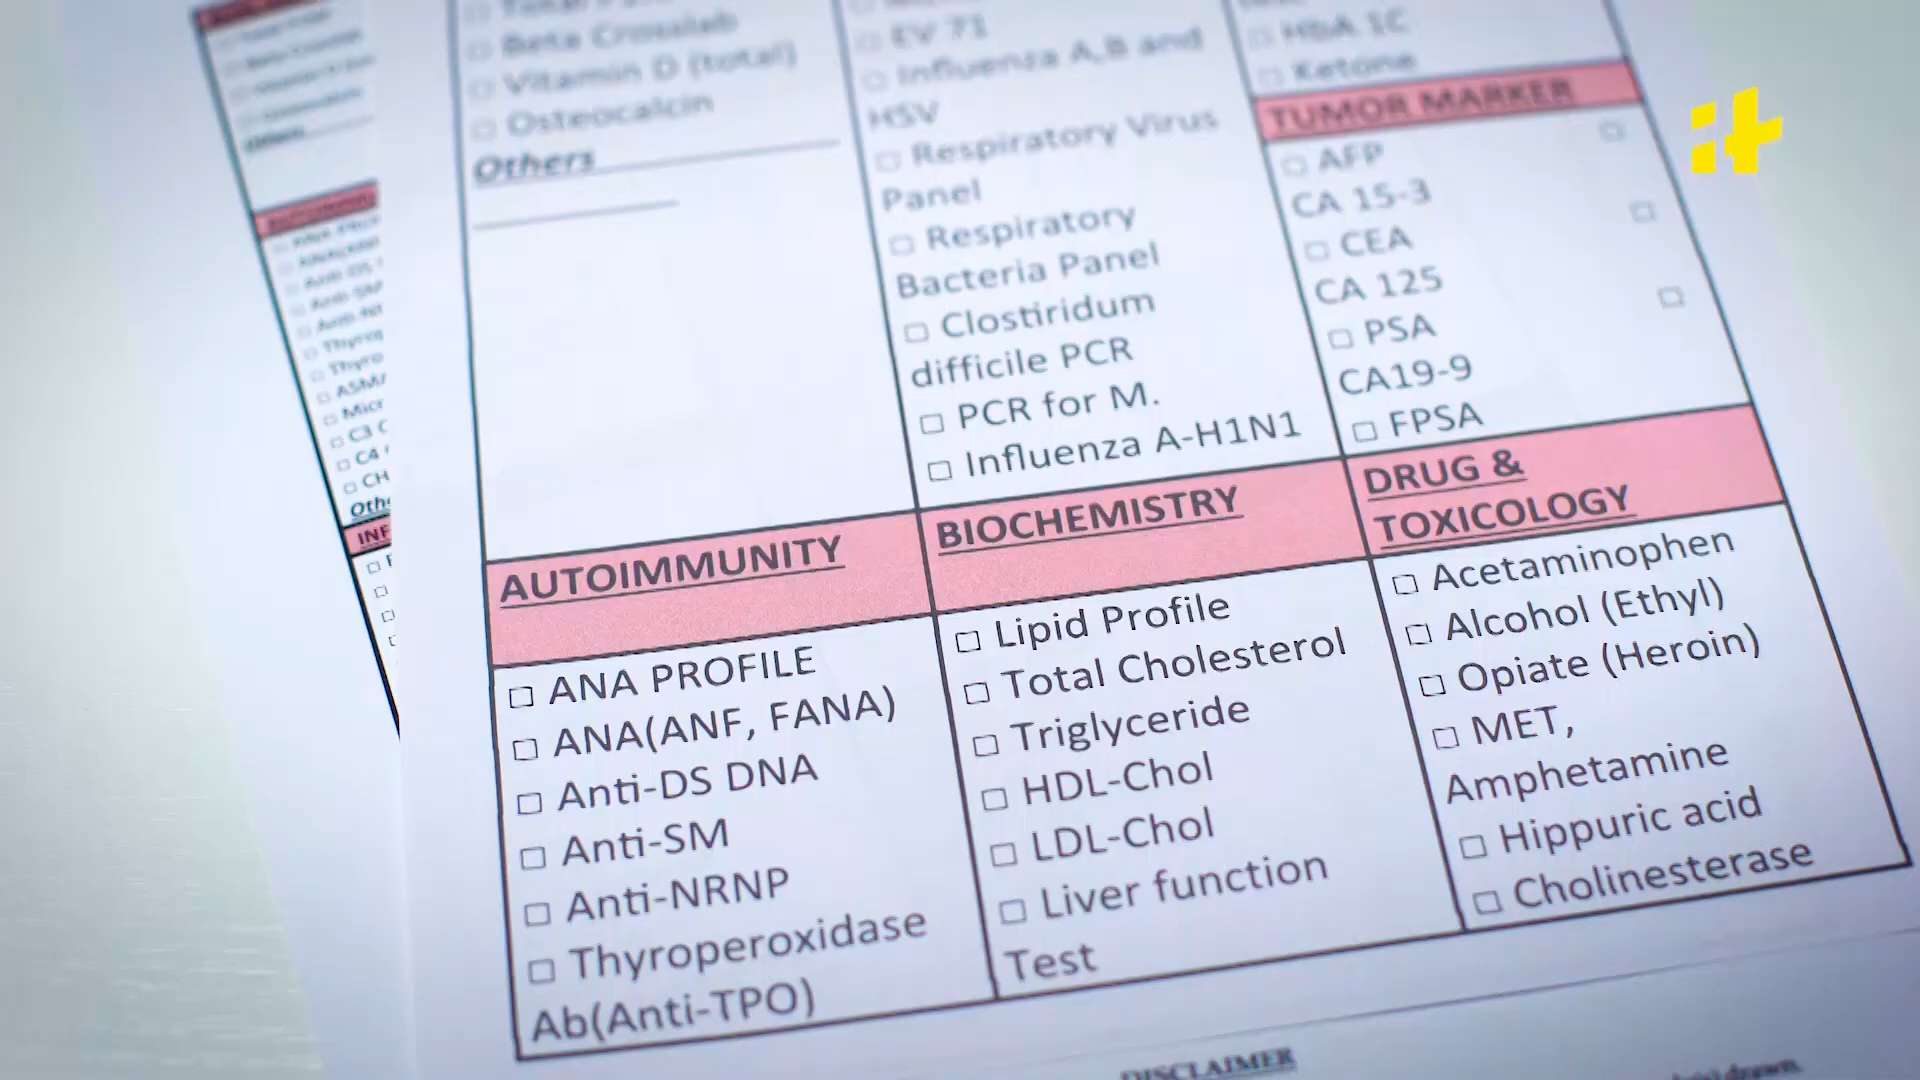 Beta Crosslab
Vitamin D (total)
Osteocalcin
Others
EV 71
Influenza A,B and
HSV
Respiratory Virus
Panel
Respiratory
Bacteria Panel
Clostiridum
difficile PCR
PCR for M.
Influenza A-H1N1
HBA 1C
Ketone
TUMOR MARKER
AFP
CA 15-3
CEA
CA 125
PSA
CA19-9
FPSA
AUTOIMMUNITY
ANA PROFILE
ANA(ANF, FANA)
Anti-DS DNA
Anti-SM
Anti-NRNP
Thyroperoxidase
Ab(Anti-TPO)
BIOCHEMISTRY
Lipid Profile
Total Cholesterol
Triglyceride
HDL-Chol
LDL-Chol
Liver function
Test
DRUG &
TOXICOLOGY
Acetaminophen
Alcohol (Ethyl)
Opiate (Heroin)
MET,
Amphetamine
Hippuric acid
Cholinesterase
DISCLAIMER